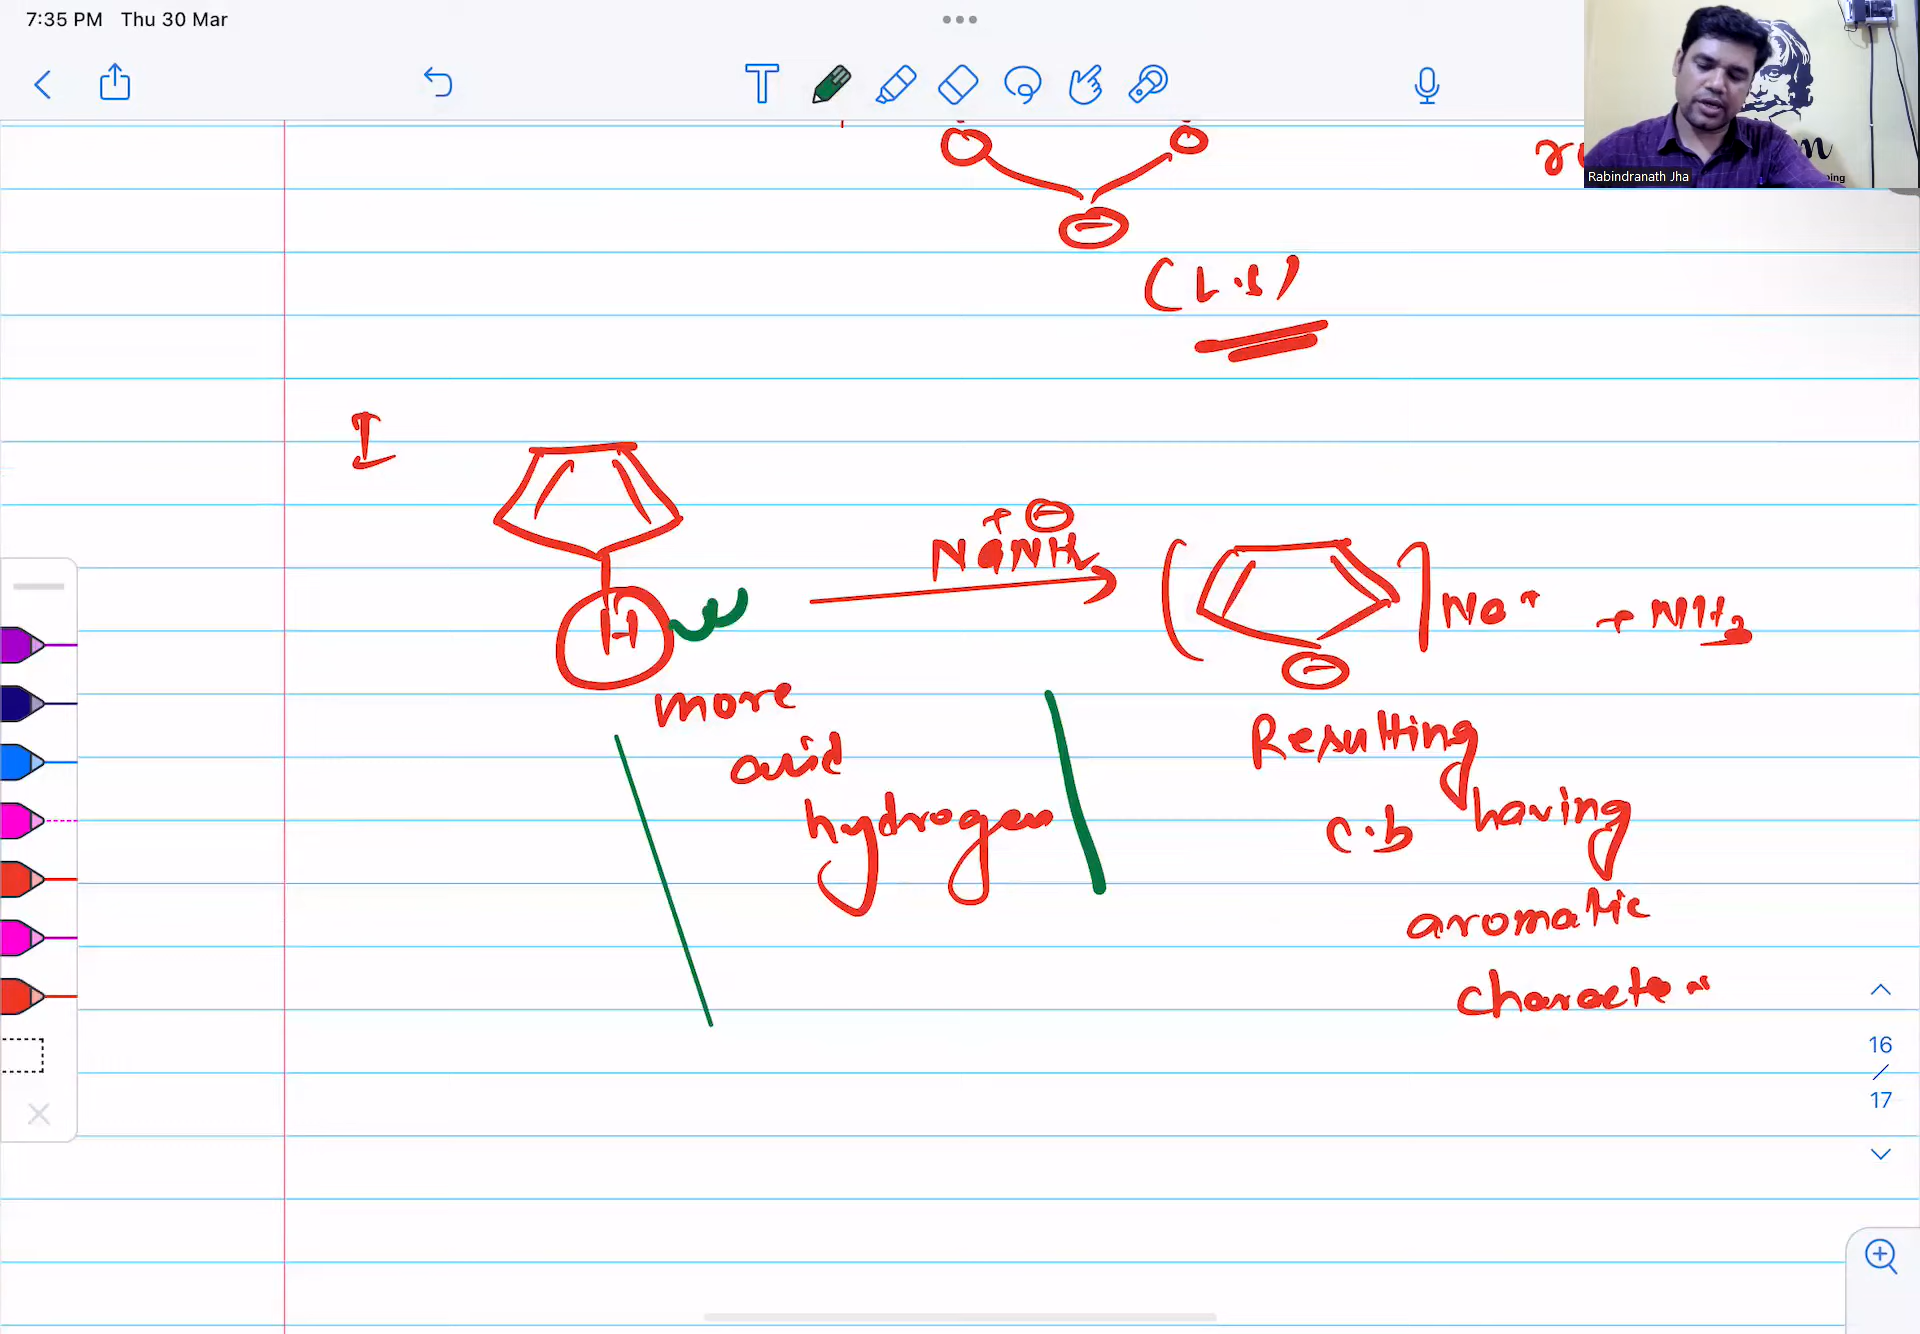 7:35 PM Thu 30 Mar
T
Rabindranath Jha
O O
⊖
(L.S)
I
H
+ ⊖
NaNH2
⊖
Na+ + NH3
more
acid
hydrogen
Resulting
C.b having
aromatic
character
16
/
17